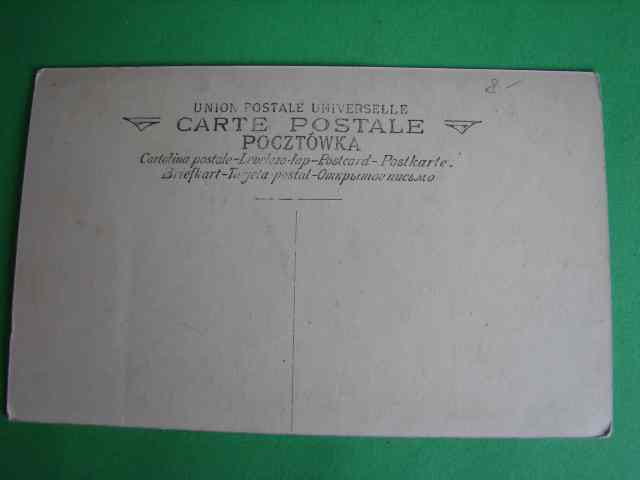 8-
UNION POSTALE UNIVERSELLE
CARTE POSTALE
POCZTÓWKA
Cartolina postale-Levelezo-lap-Postcard-Postkarte.
Briefkart-Tarjeta postal-Открытое письмо